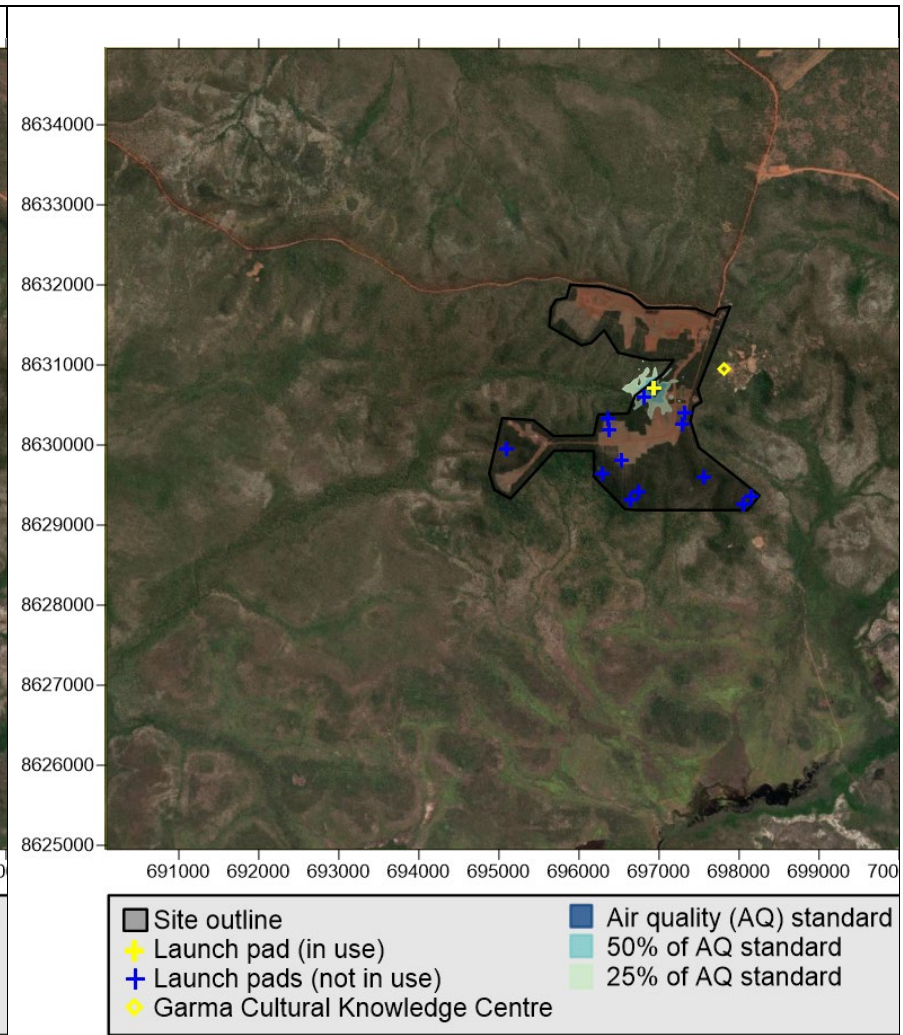 8634000
8633000
8632000
8631000
8630000
8629000
8628000
8627000
8626000
8625000
691000 692000 693000 694000 695000 696000 697000 698000 699000 700
Site outline
Launch pad (in use)
Launch pads (not in use)
Garma Cultural Knowledge Centre
Air quality (AQ) standard
50% of AQ standard
25% of AQ standard